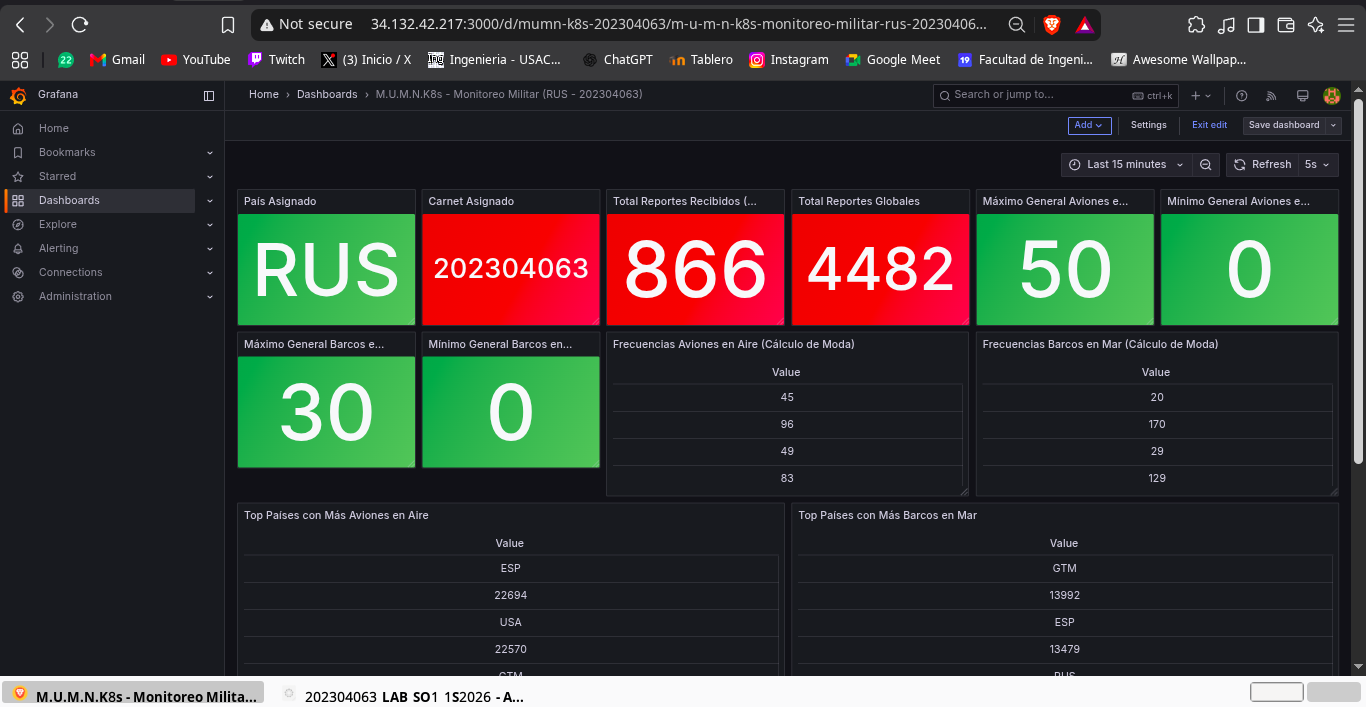 Not secure 34.132.42.217:3000/d/mumn-k8s-202304063/m-u-m-n-k8s-monitoreo-militar-rus-20230406...
22 Gmail YouTube Twitch (3) Inicio / X Ingenieria - USAC... ChatGPT Tablero Instagram Google Meet 19 Facultad de Ingeni... Awesome Wallpap...
Grafana
Home › Dashboards › M.U.M.N.K8s - Monitoreo Militar (RUS - 202304063)
Search or jump to... ctrl+k
Home
Bookmarks
Starred
Dashboards
Explore
Alerting
Connections
Administration
Add Settings Exit edit Save dashboard
Last 15 minutes Refresh 5s
País Asignado
RUS
Carnet Asignado
202304063
Total Reportes Recibidos (...
866
Total Reportes Globales
4482
Máximo General Aviones e...
50
Mínimo General Aviones e...
0
Máximo General Barcos e...
30
Mínimo General Barcos en...
0
Frecuencias Aviones en Aire (Cálculo de Moda)
Value
45
96
49
83
Frecuencias Barcos en Mar (Cálculo de Moda)
Value
20
170
29
129
Top Países con Más Aviones en Aire
Value
ESP
22694
USA
22570
GTM
Top Países con Más Barcos en Mar
Value
GTM
13992
ESP
13479
RUS
M.U.M.N.K8s - Monitoreo Milita...
202304063 LAB SO1 1S2026 - A...